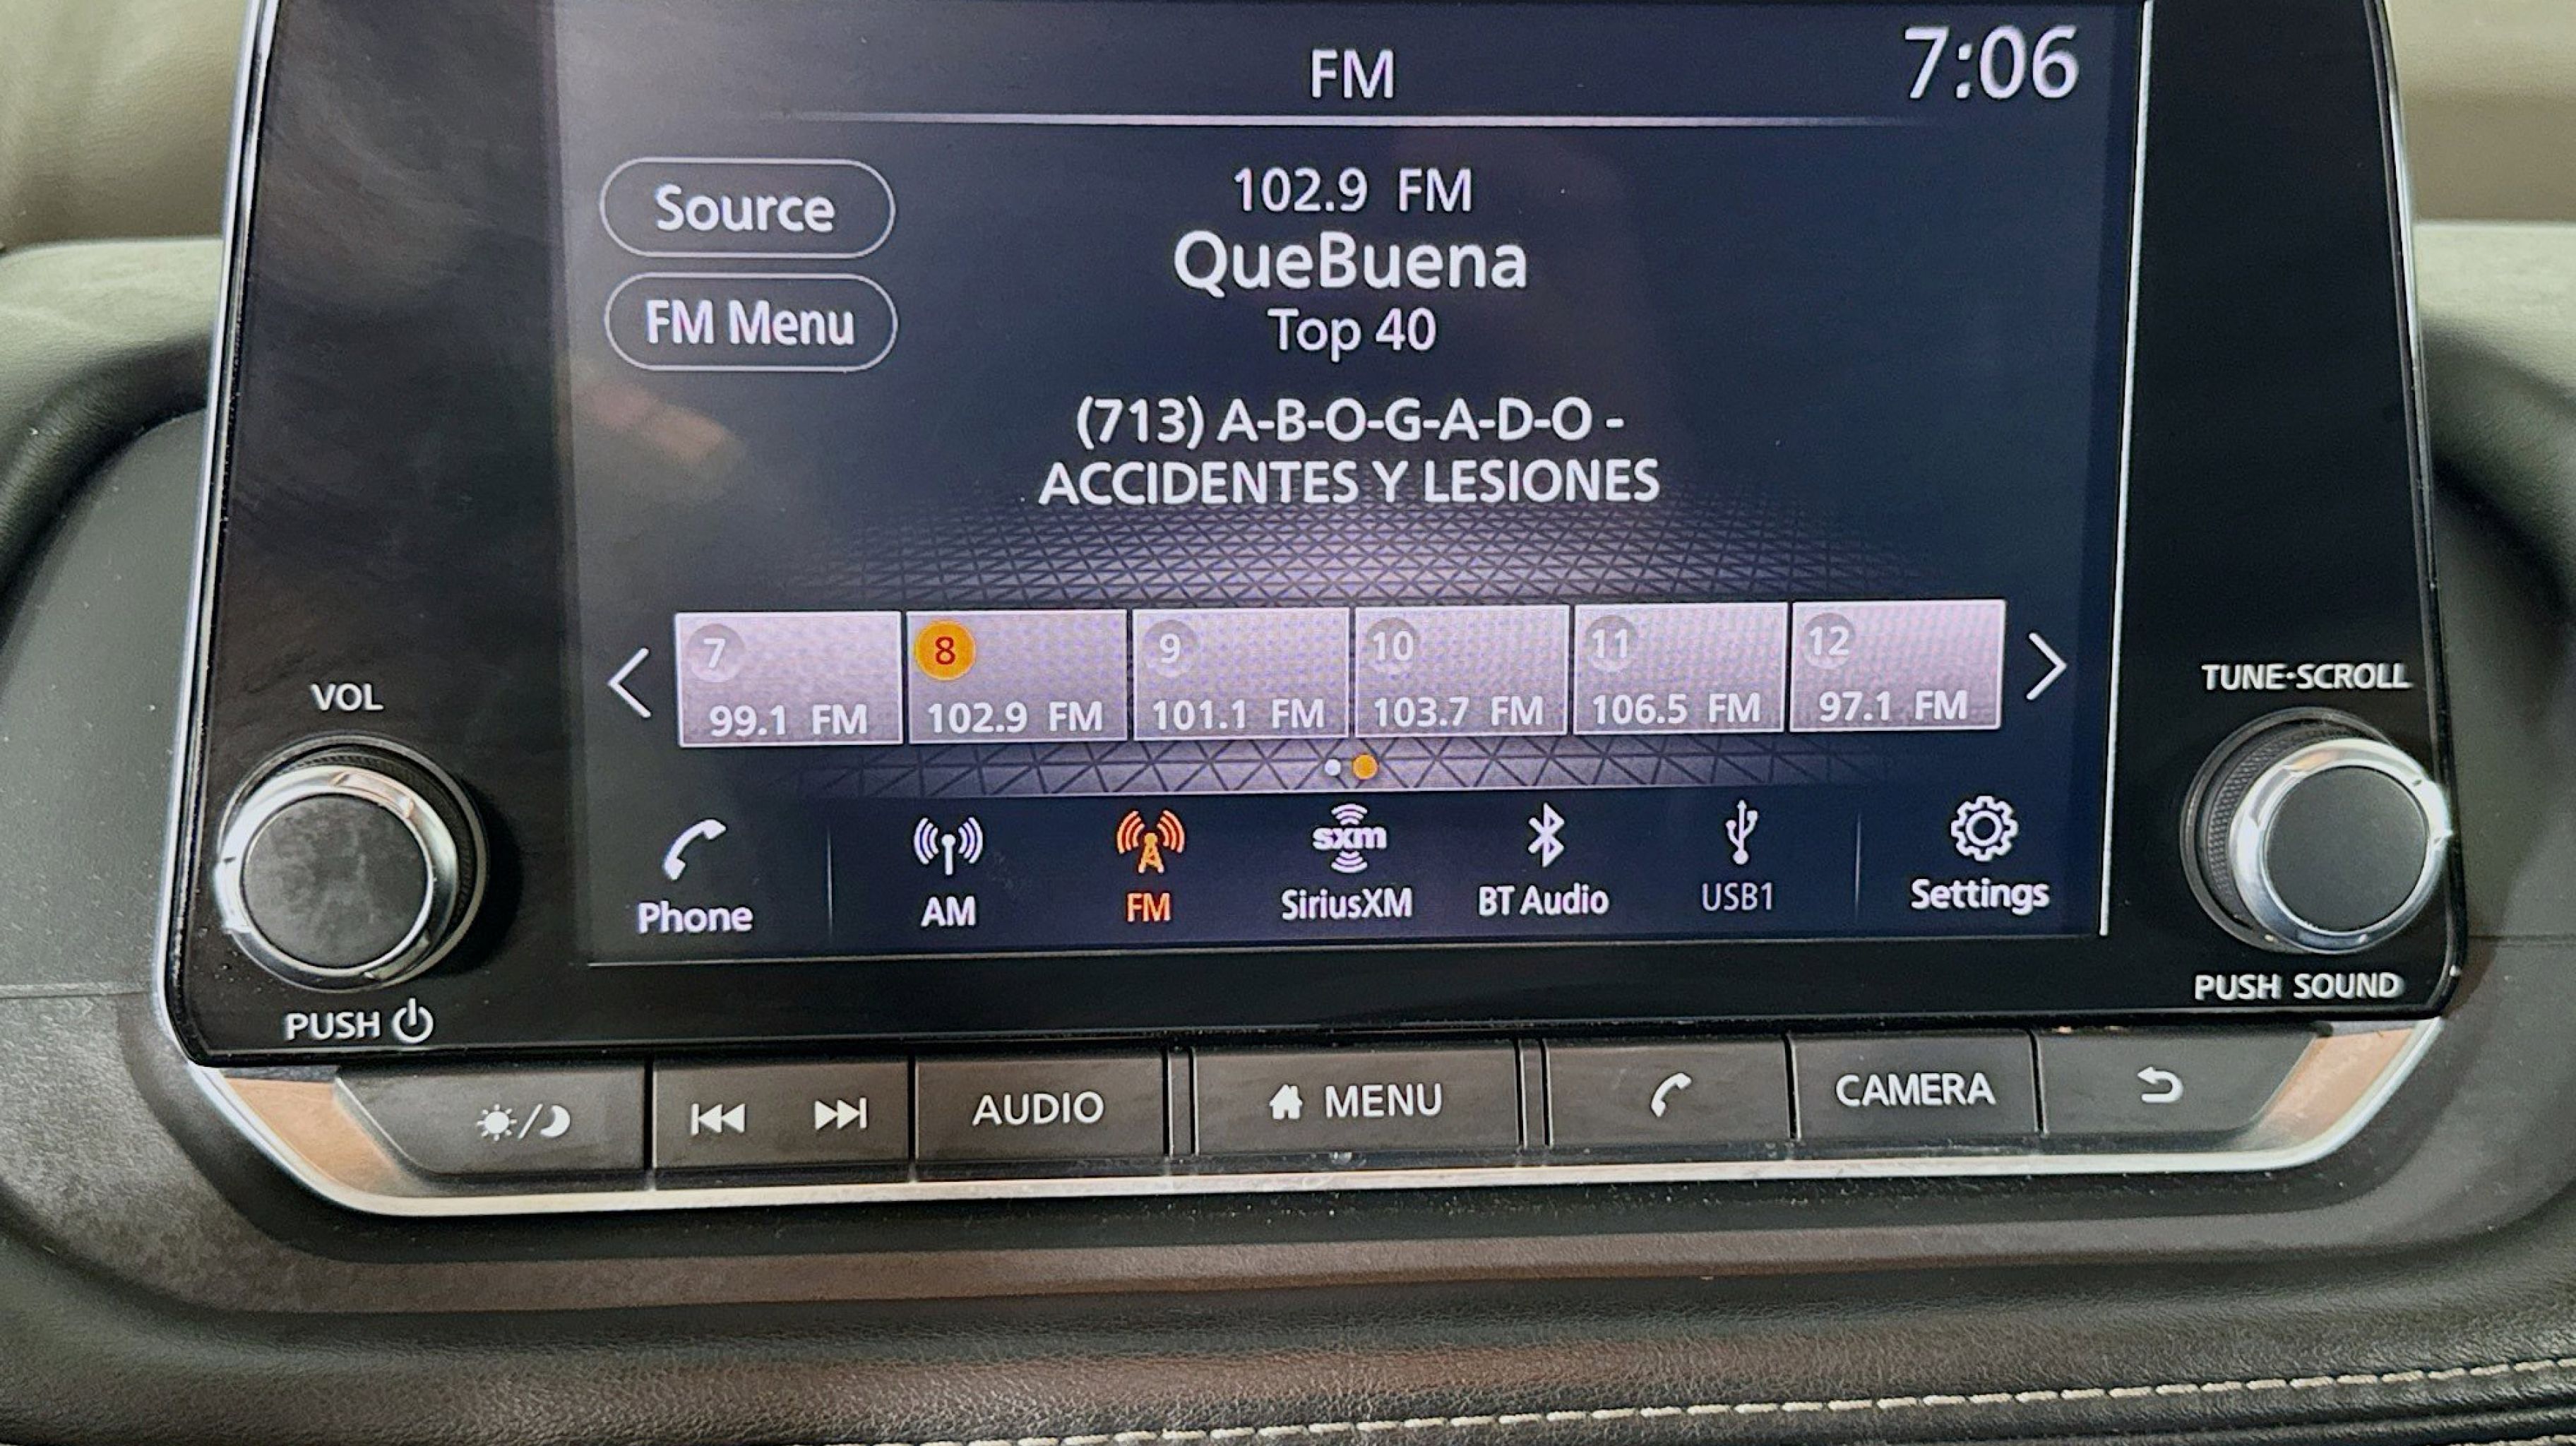 FM
7:06
Source
FM Menu
102.9 FM
QueBuena
Top 40
(713) A-B-O-G-A-D-O -
ACCIDENTES Y LESIONES
7
99.1 FM
8
102.9 FM
9
101.1 FM
10
103.7 FM
11
106.5 FM
12
97.1 FM
VOL
PUSH
TUNE·SCROLL
PUSH SOUND
Phone
AM
FM
sxm
SiriusXM
BT Audio
USB1
Settings
AUDIO
MENU
CAMERA